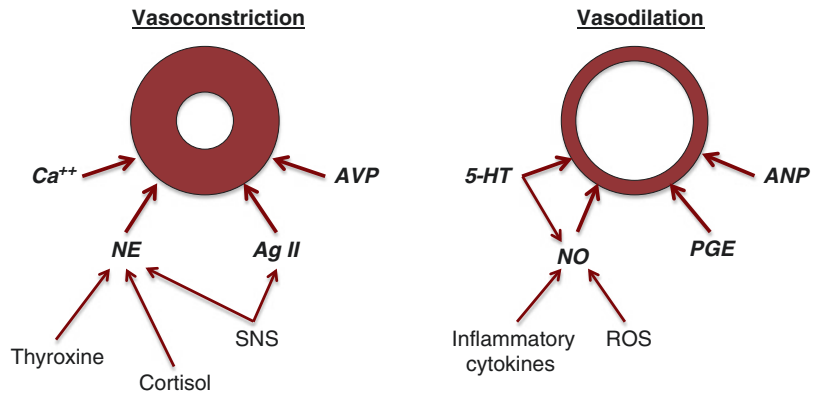 Vasoconstriction
Ca++
AVP
NE
Ag II
Thyroxine
Cortisol
SNS
Vasodilation
5-HT
ANP
NO
PGE
Inflammatory
cytokines
ROS